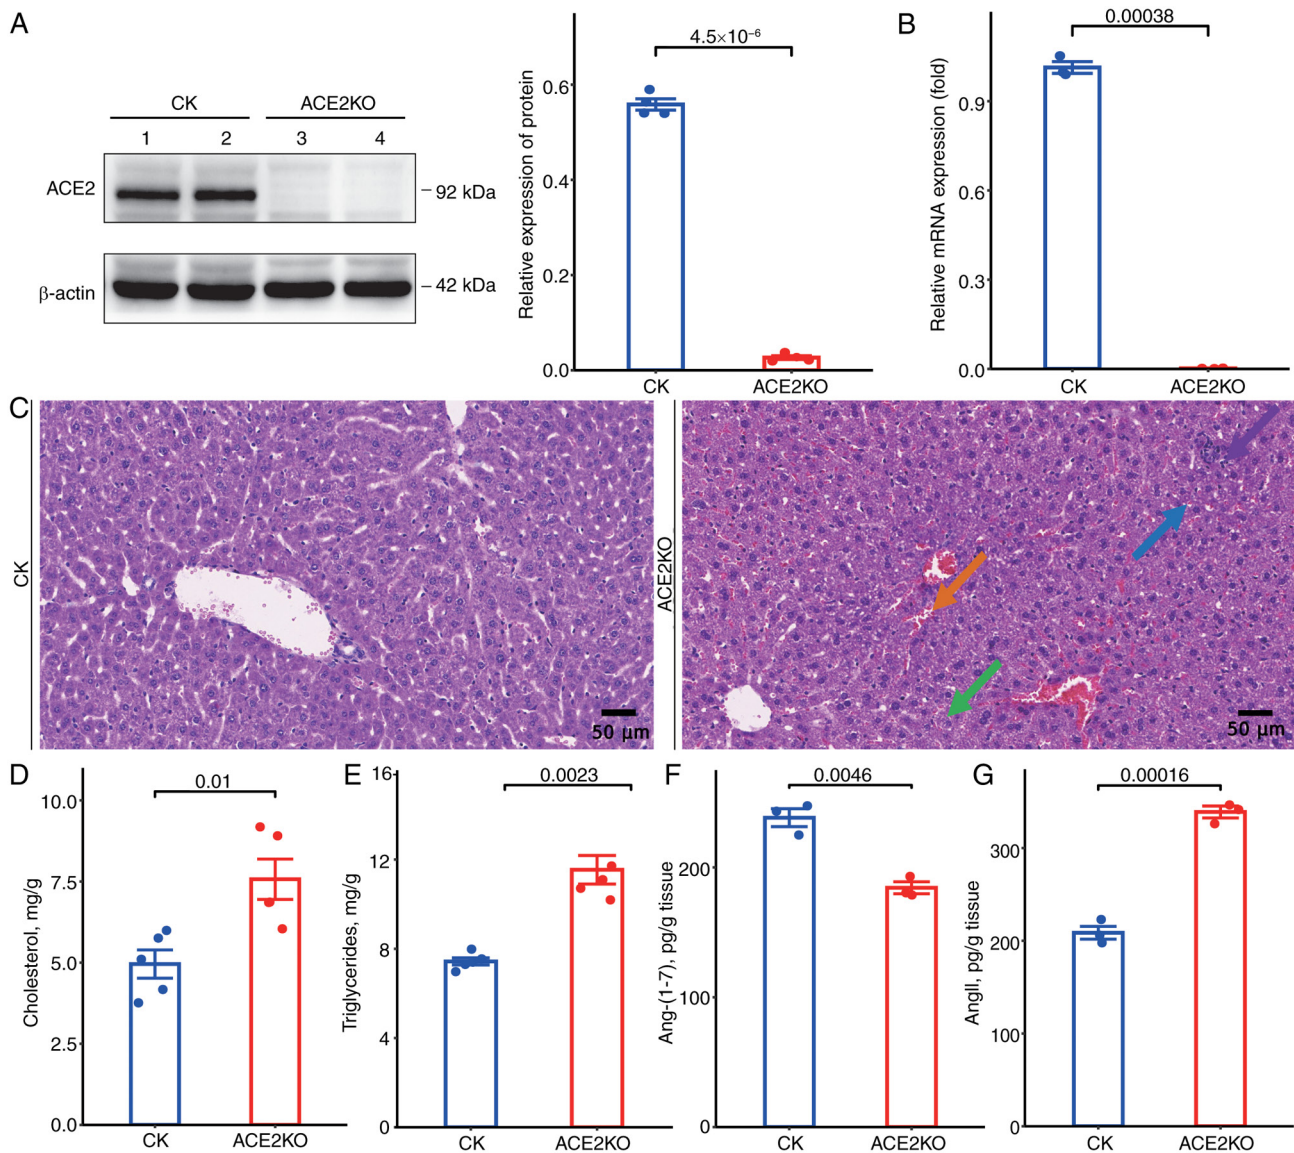 A
CK
ACE2KO
1
2
3
4
ACE2
92 kDa
β-actin
42 kDa
Relative expression of protein
0.6
0.4
0.2
0.0
4.5×10⁻⁶
CK
ACE2KO
B
Relative mRNA expression (fold)
0.9
0.6
0.3
0.0
0.00038
CK
ACE2KO
C
CK
50 µm
ACE2KO
50 µm
D
Cholesterol, mg/g
10.0
7.5
5.0
2.5
0.0
0.01
CK
ACE2KO
E
Triglycerides, mg/g
16
12
8
4
0
0.0023
CK
ACE2KO
F
Ang-(1-7), pg/g tissue
200
100
0
0.0046
CK
ACE2KO
G
AngII, pg/g tissue
300
200
100
0
0.00016
CK
ACE2KO